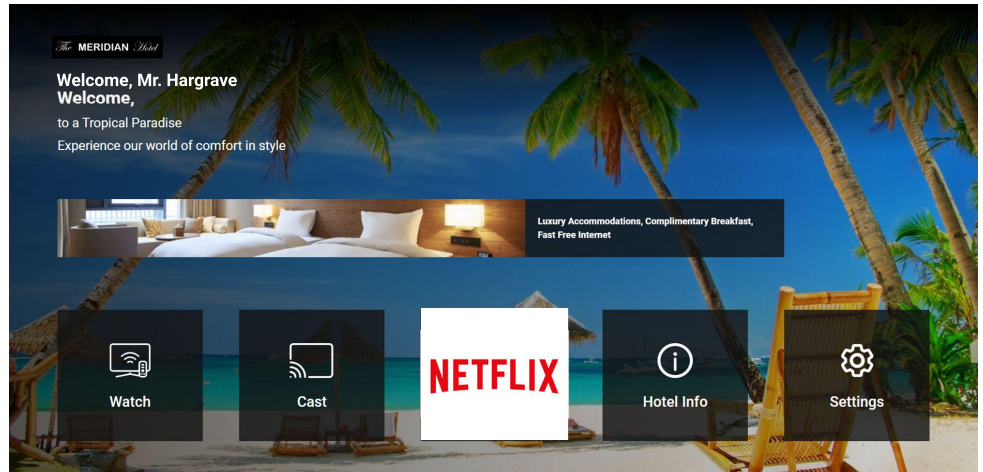 The MERIDIAN Hotel
Welcome, Mr. Hargrave
Welcome,
to a Tropical Paradise
Experience our world of comfort in style
Luxury Accommodations, Complimentary Breakfast,
Fast Free Internet
NETFLIX
Watch
Cast
Hotel Info
Settings